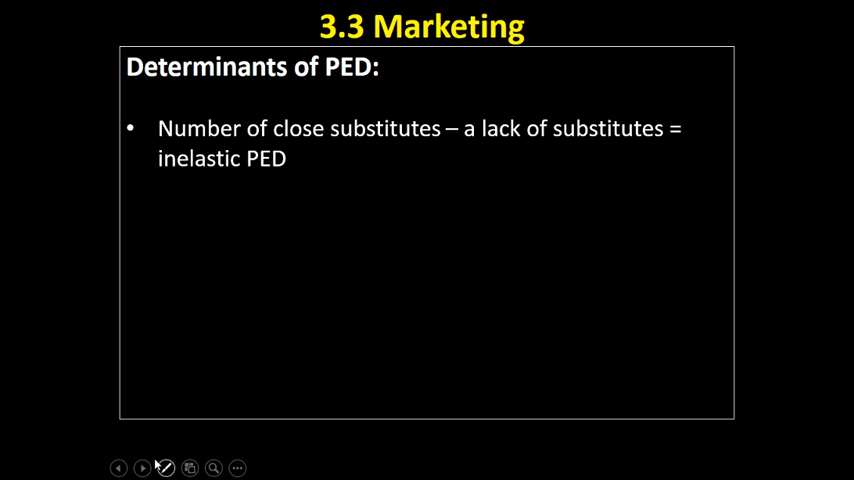 3.3 Marketing
Determinants of PED:
• Number of close substitutes – a lack of substitutes =
inelastic PED